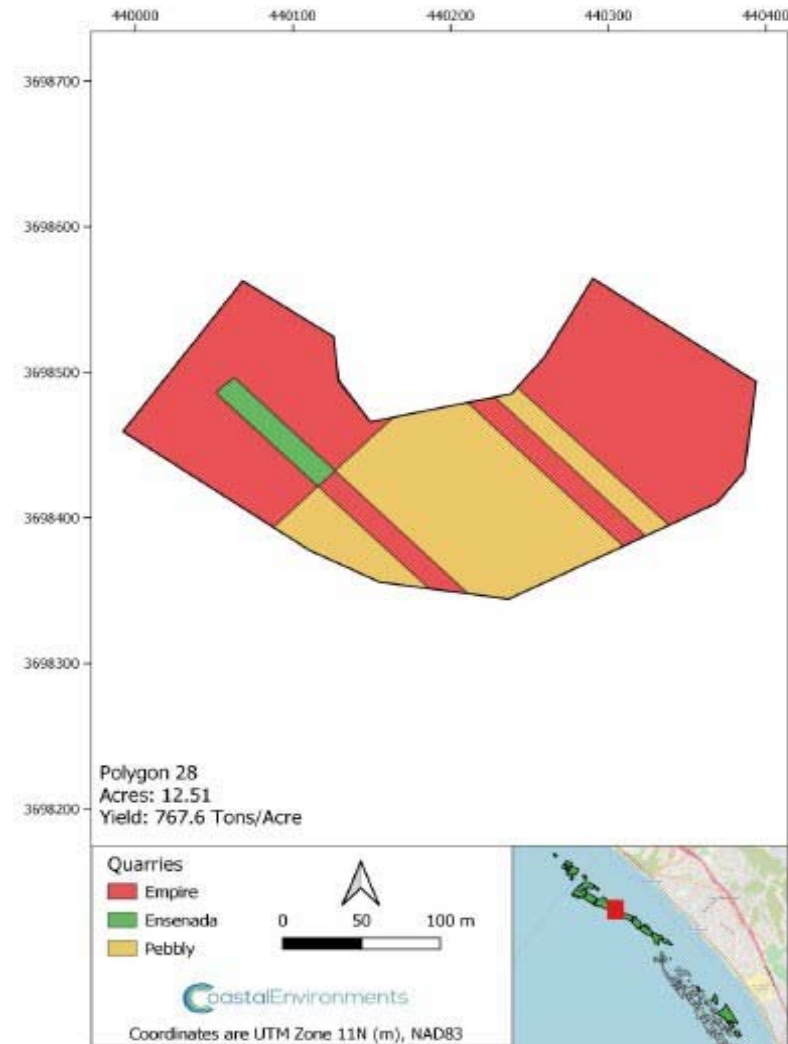 440000 440100 440200 440300 440400
3698700
3698600
3698500
3698400
3698300
3698200
Polygon 28
Acres: 12.51
Yield: 767.6 Tons/Acre
Quarries
Empire
Ensenada
Pebbly
0 50 100 m
CoastalEnvironments
Coordinates are UTM Zone 11N (m), NAD83